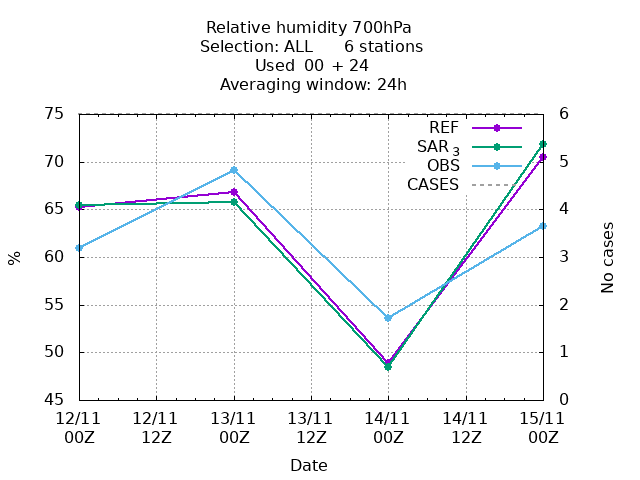 Relative humidity 700hPa
Selection: ALL      6 stations
Used  00 + 24
Averaging window: 24h
75 6
REF
70 5
SAR 3
OBS
CASES
65 4
60 3
% No cases
55 2
50 1
45 0
12/11 12/11 13/11 13/11 14/11 14/11 15/11
00Z 12Z 00Z 12Z 00Z 12Z 00Z
Date